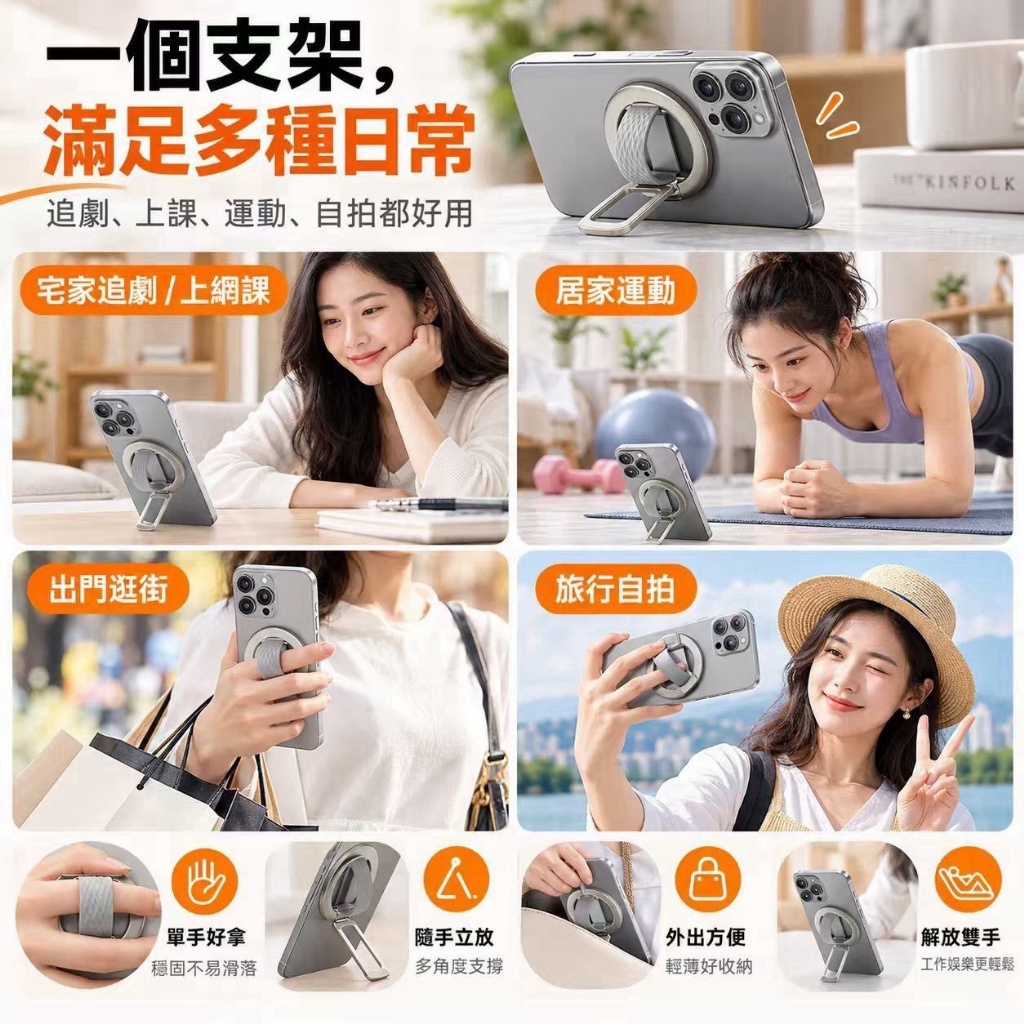 一個支架，
滿足多種日常
追劇、上課、運動、自拍都好用
THE KINFOLK
宅家追劇 / 上網課
居家運動
出門逛街
旅行自拍
單手好拿
穩固不易滑落
隨手立放
多角度支撐
外出方便
輕薄好收納
解放雙手
工作娛樂更輕鬆